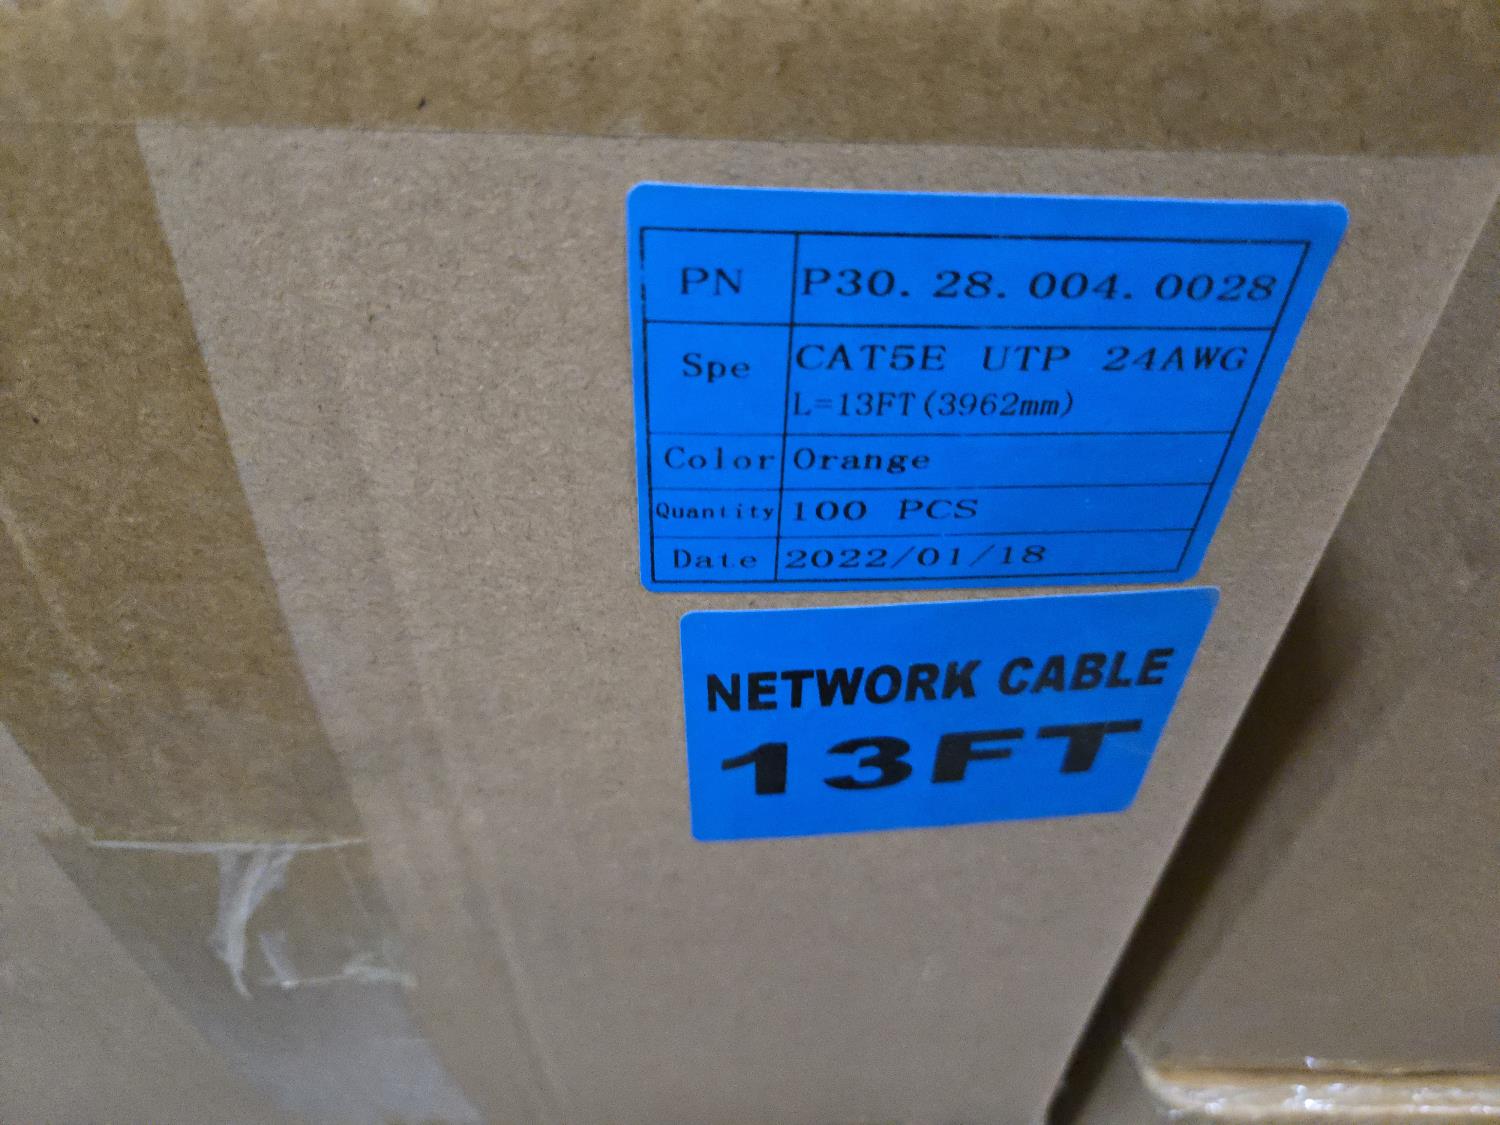 PN P30.28.004.0028
Spe CAT5E UTP 24AWG
L=13FT(3962mm)
Color Orange
Quantity 100 PCS
Date 2022/01/18
NETWORK CABLE
13FT